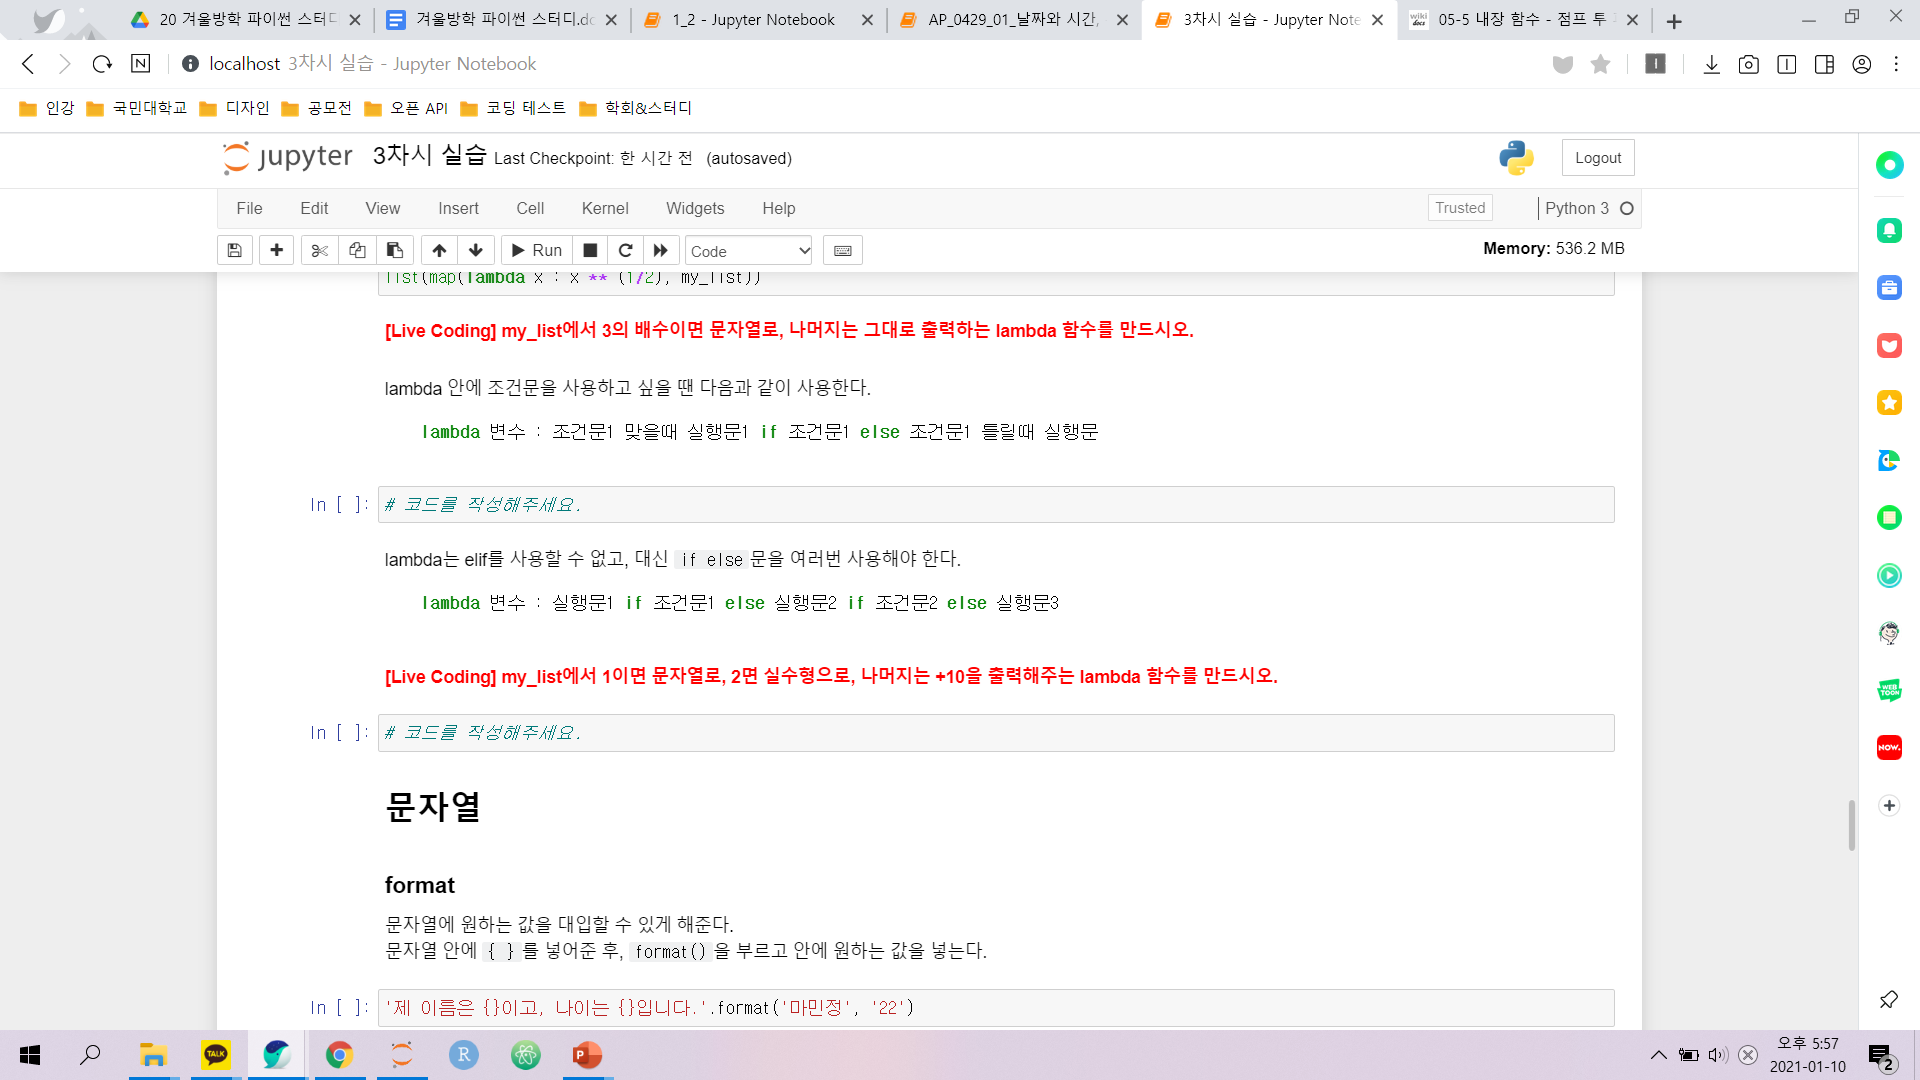 20 겨울방학 파이썬 스터디
겨울방학 파이썬 스터디.do
1_2 - Jupyter Notebook
AP_0429_01_날짜와 시간,
3차시 실습 - Jupyter Note
05-5 내장 함수 - 점프 투
localhost 3차시 실습 - Jupyter Notebook
인강 국민대학교 디자인 공모전 오픈 API 코딩 테스트 학회&스터디
jupyter 3차시 실습 Last Checkpoint: 한 시간 전 (autosaved)
Logout
File Edit View Insert Cell Kernel Widgets Help
Trusted
Python 3
Run
Code
Memory: 536.2 MB
list(map(lambda x : x ** (1/2), my_list))
[Live Coding] my_list에서 3의 배수이면 문자열로, 나머지는 그대로 출력하는 lambda 함수를 만드시오.
lambda 안에 조건문을 사용하고 싶을 땐 다음과 같이 사용한다.
lambda 변수 : 조건문1 맞을때 실행문1 if 조건문1 else 조건문1 틀릴때 실행문
In [ ]: # 코드를 작성해주세요.
lambda는 elif를 사용할 수 없고, 대신 if else문을 여러번 사용해야 한다.
lambda 변수 : 실행문1 if 조건문1 else 실행문2 if 조건문2 else 실행문3
[Live Coding] my_list에서 1이면 문자열로, 2면 실수형으로, 나머지는 +10을 출력해주는 lambda 함수를 만드시오.
In [ ]: # 코드를 작성해주세요.
문자열
format
문자열에 원하는 값을 대입할 수 있게 해준다.
문자열 안에 { }를 넣어준 후, format()을 부르고 안에 원하는 값을 넣는다.
In [ ]: '제 이름은 {}이고, 나이는 {}입니다.'.format('마민정', '22')
WEB
TOON
NOW.
TALK
R
P
오후 5:57
2021-01-10
2